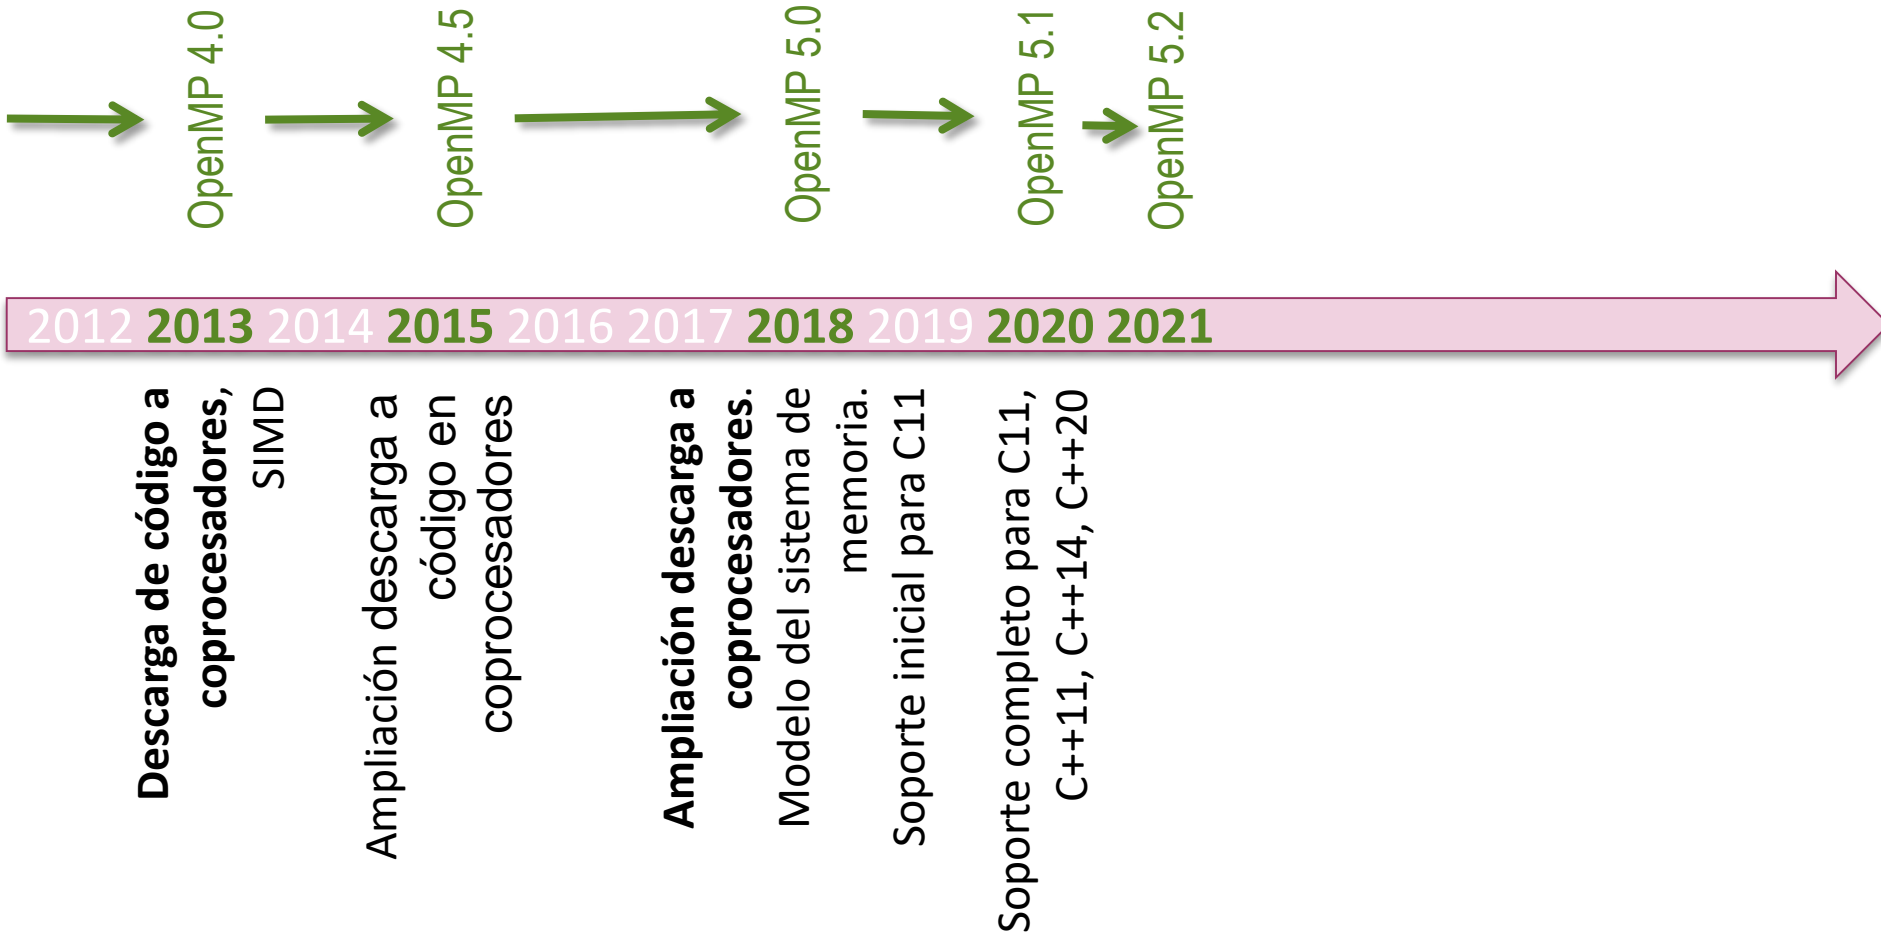 OpenMP 4.0
OpenMP 4.5
OpenMP 5.0
OpenMP 5.1
OpenMP 5.2
2012 2013 2014 2015 2016 2017 2018 2019 2020 2021
Descarga de código a
coprocesadores,
SIMD
Ampliación descarga a
código en
coprocesadores
Ampliación descarga a
coprocesadores.
Modelo del sistema de
memoria.
Soporte inicial para C11
Soporte completo para C11,
C++11, C++14, C++20